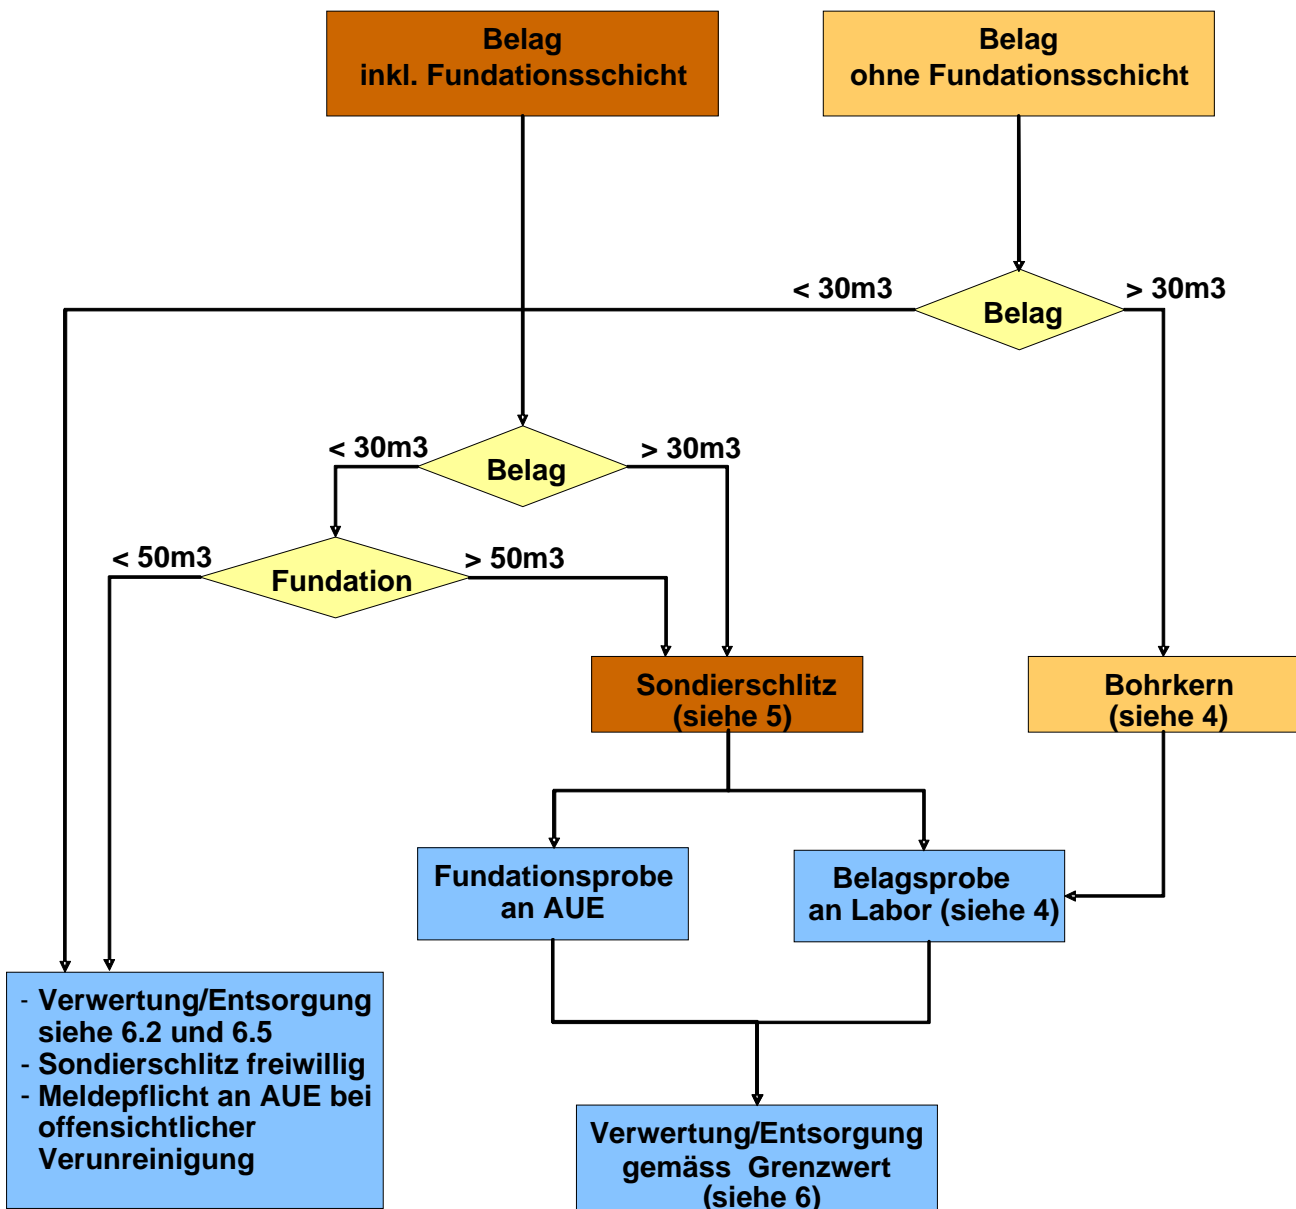 Belag
inkl. Fundationsschicht
Belag
ohne Fundationsschicht
< 30m3
> 30m3
Belag
< 30m3
> 30m3
Belag
< 50m3
> 50m3
Fundation
Sondierschlitz
(siehe 5)
Bohrkern
(siehe 4)
Fundationsprobe
an AUE
Belagsprobe
an Labor (siehe 4)
- Verwertung/Entsorgung
siehe 6.2 und 6.5
- Sondierschlitz freiwillig
- Meldepflicht an AUE bei
offensichtlicher
Verunreinigung
Verwertung/Entsorgung
gemäss Grenzwert
(siehe 6)